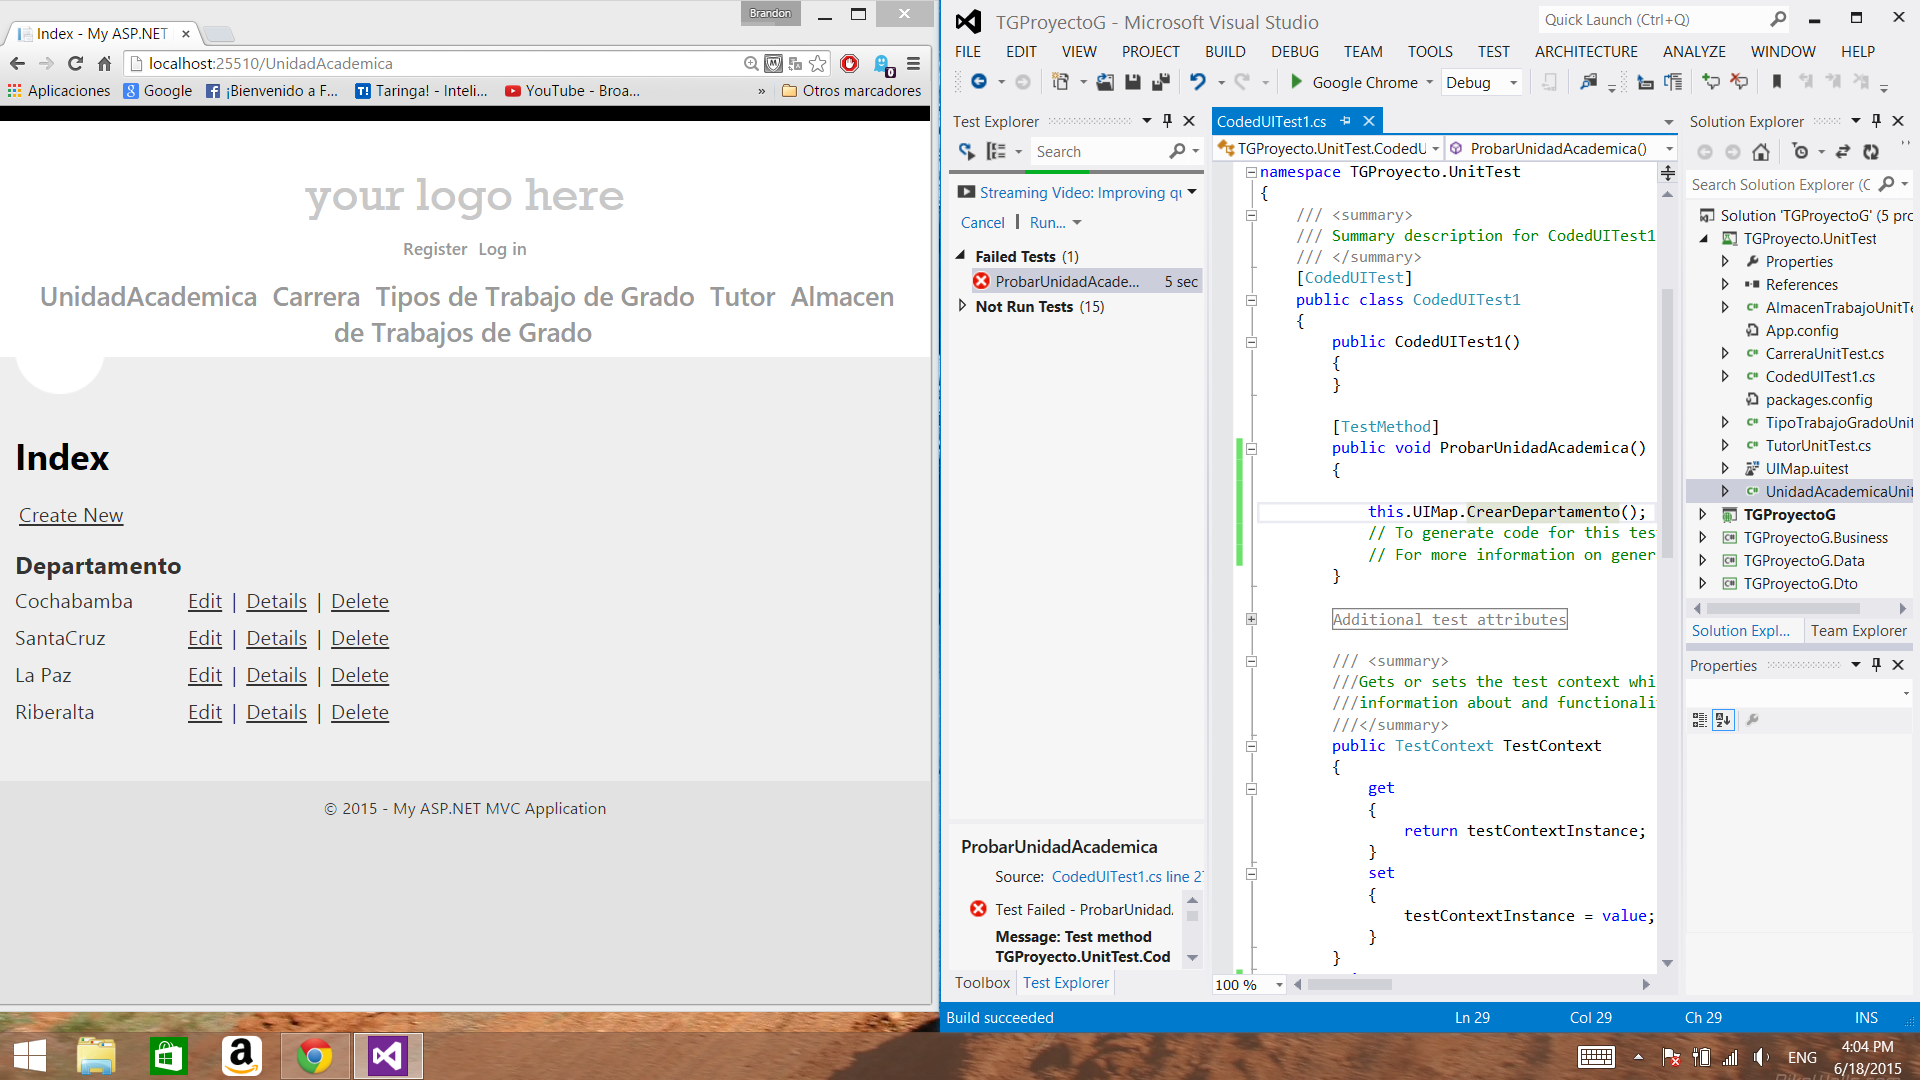 Brandon
Index - My ASP.NET
localhost:25510/UnidadAcademica
0
Aplicaciones
Google
¡Bienvenido a F...
T! Taringa! - Inteli...
YouTube - Broa...
»
Otros marcadores
your logo here
Register Log in
UnidadAcademica Carrera Tipos de Trabajo de Grado Tutor Almacen
de Trabajos de Grado
Index
Create New
Departamento
Cochabamba Edit | Details | Delete
SantaCruz Edit | Details | Delete
La Paz Edit | Details | Delete
Riberalta Edit | Details | Delete
© 2015 - My ASP.NET MVC Application
TGProyectoG - Microsoft Visual Studio
Quick Launch (Ctrl+Q)
FILE EDIT VIEW PROJECT BUILD DEBUG TEAM TOOLS TEST ARCHITECTURE ANALYZE WINDOW HELP
Google Chrome Debug
Test Explorer
Search
Streaming Video: Improving qu
Cancel | Run...
Failed Tests (1)
ProbarUnidadAcade... 5 sec
Not Run Tests (15)
ProbarUnidadAcademica
Source: CodedUITest1.cs line 2
Test Failed - ProbarUnidad.
Message: Test method
TGProyecto.UnitTest.Cod
Toolbox Test Explorer
CodedUITest1.cs
TGProyecto.UnitTest.CodedU ProbarUnidadAcademica()
namespace TGProyecto.UnitTest
{
/// <summary>
/// Summary description for CodedUITest1
/// </summary>
[CodedUITest]
public class CodedUITest1
{
public CodedUITest1()
{
}
[TestMethod]
public void ProbarUnidadAcademica()
{
this.UIMap.CrearDepartamento();
// To generate code for this tes
// For more information on gener
}
Additional test attributes
/// <summary>
///Gets or sets the test context whi
///information about and functionali
///</summary>
public TestContext TestContext
{
get
{
return testContextInstance;
}
set
{
testContextInstance = value;
}
}
100 %
Solution Explorer
Search Solution Explorer (C
Solution 'TGProyectoG' (5 pro
TGProyecto.UnitTest
Properties
References
AlmacenTrabajoUnitTe
App.config
CarreraUnitTest.cs
CodedUITest1.cs
packages.config
TipoTrabajoGradoUnit
TutorUnitTest.cs
UIMap.uitest
UnidadAcademicaUnit
TGProyectoG
TGProyectoG.Business
TGProyectoG.Data
TGProyectoG.Dto
Solution Expl... Team Explorer
Properties
Build succeeded Ln 29 Col 29 Ch 29 INS
ENG
4:04 PM
6/18/2015